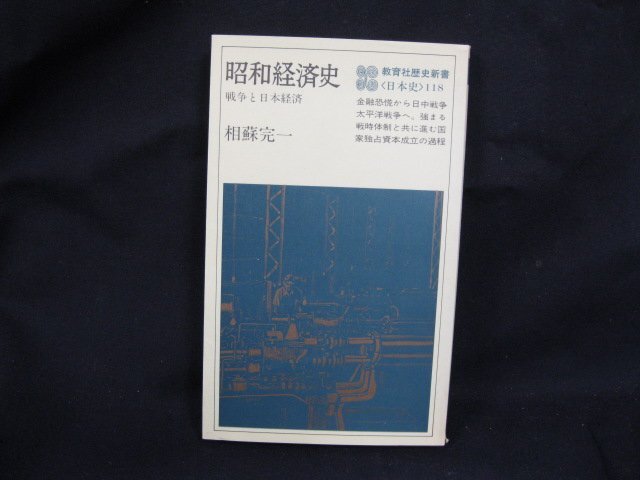 昭和経済史
戦争と日本経済
相蘇完一
教育社歴史新書
〈日本史〉118
金融恐慌から日中戦争
太平洋戦争へ。強まる
戦時体制と共に進む国
家独占資本成立の過程